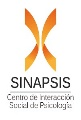 SINAPSIS
Centro de Interacción
Social de Psicología